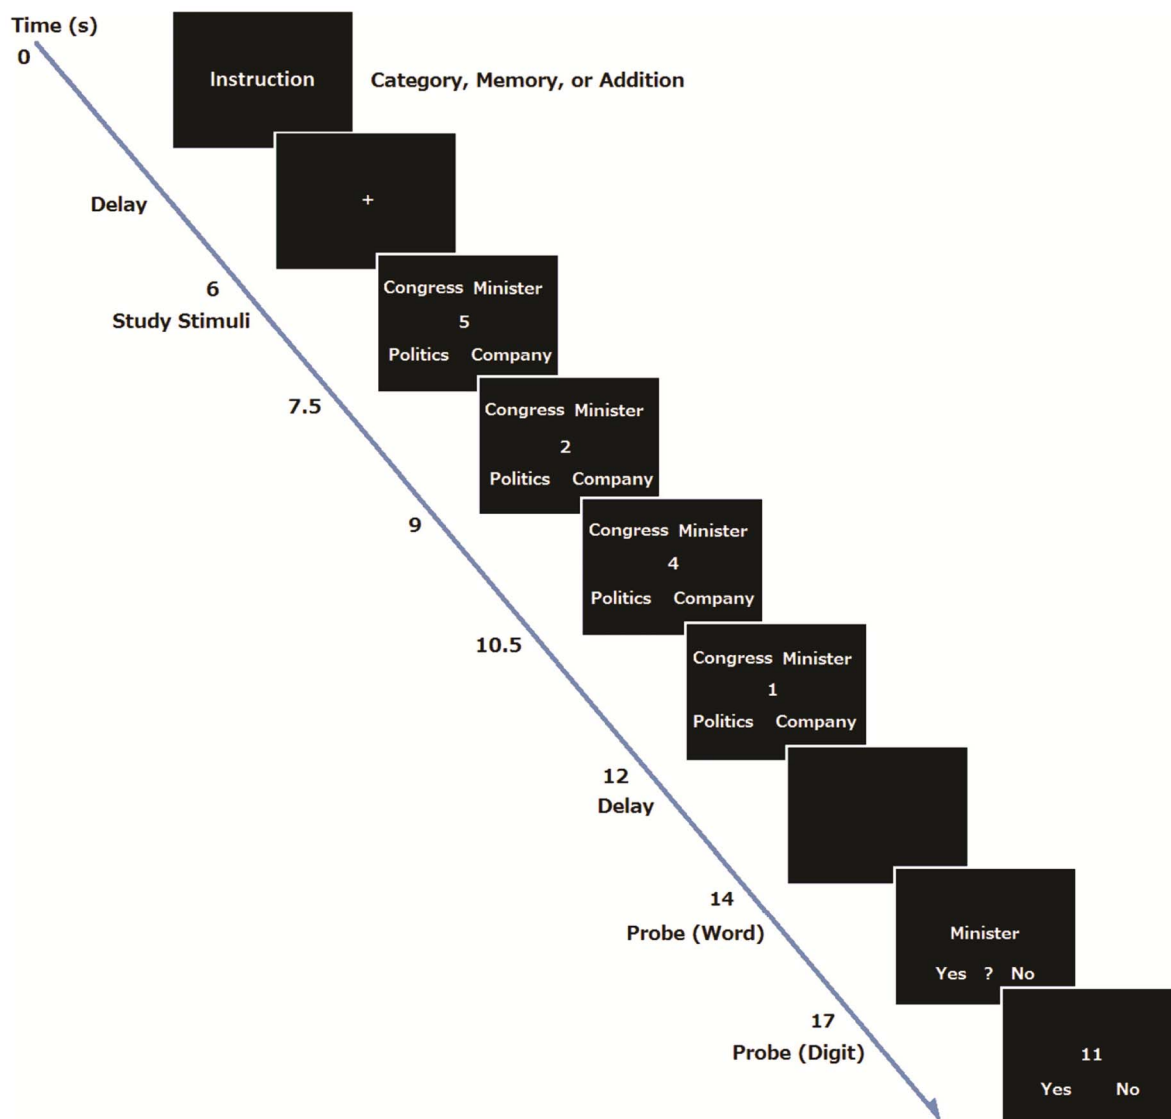 Time (s)
0
Instruction
Category, Memory, or Addition
+
Delay
6
Study Stimuli
Congress Minister
5
Politics Company
7.5
Congress Minister
2
Politics Company
9
Congress Minister
4
Politics Company
10.5
Congress Minister
1
Politics Company
12
Delay
14
Probe (Word)
Minister
Yes ? No
17
Probe (Digit)
11
Yes No